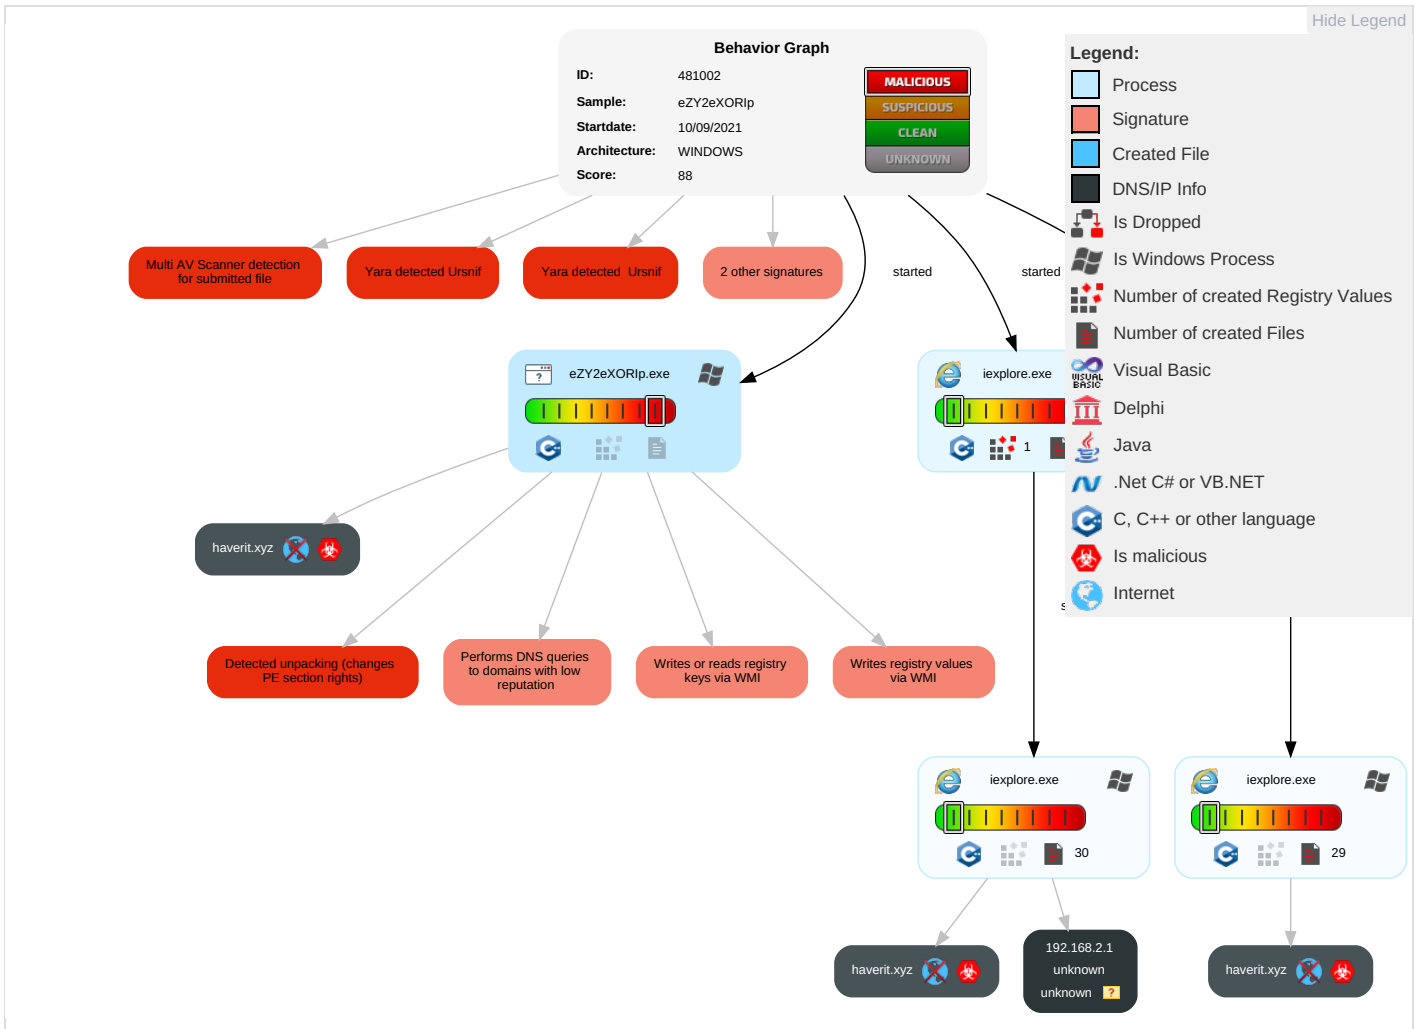 Hide Legend
Behavior Graph
ID: 481002
Sample: eZY2eXORIp
Startdate: 10/09/2021
Architecture: WINDOWS
Score: 88
MALICIOUS
SUSPICIOUS
CLEAN
UNKNOWN
Legend:
Process
Signature
Created File
DNS/IP Info
Is Dropped
Is Windows Process
Number of created Registry Values
Number of created Files
VISUAL
BASIC
Visual Basic
Delphi
Java
.Net C# or VB.NET
C, C++ or other language
Is malicious
Internet
Multi AV Scanner detection
for submitted file
Yara detected Ursnif
Yara detected  Ursnif
2 other signatures
started
started
eZY2eXORIp.exe
iexplore.exe
1
haverit.xyz
s
Detected unpacking (changes
PE section rights)
Performs DNS queries
to domains with low
reputation
Writes or reads registry
keys via WMI
Writes registry values
via WMI
iexplore.exe
30
iexplore.exe
29
haverit.xyz
192.168.2.1
unknown
unknown
haverit.xyz